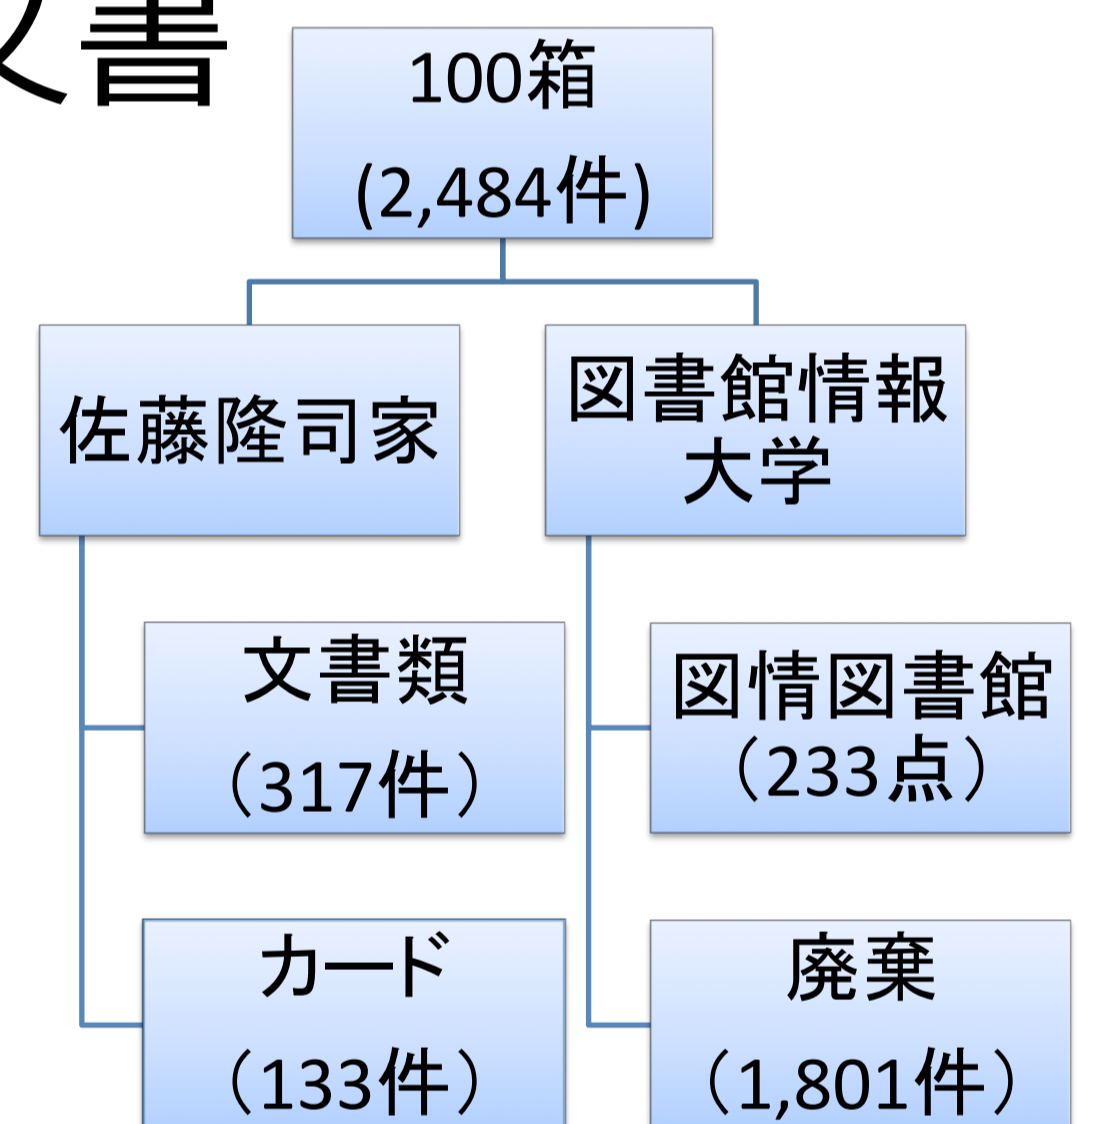 文書
100箱
(2,484件)
佐藤隆司家
図書館情報
大学
文書類
（317件）
図情図書館
（233点）
カード
（133件）
廃棄
（1,801件）